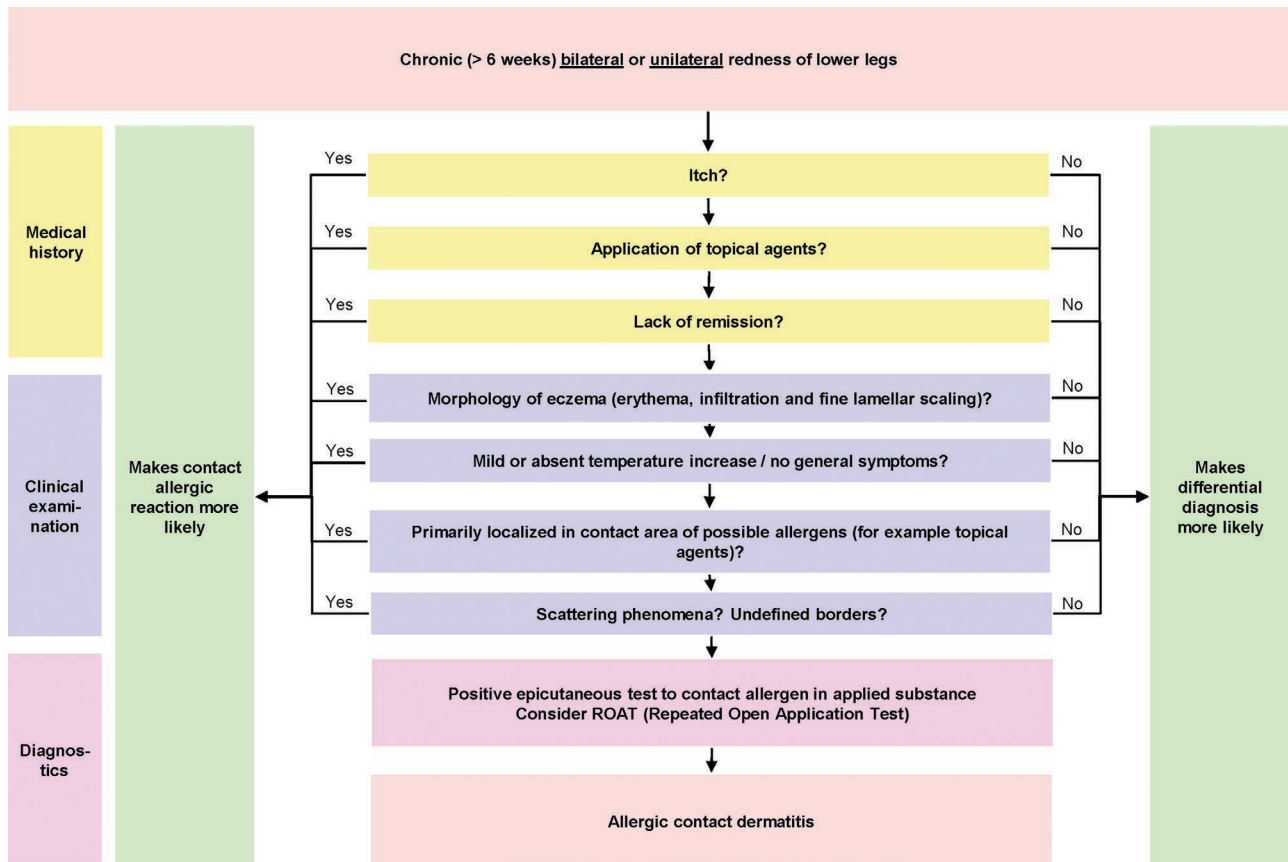 Chronic (> 6 weeks) bilateral or unilateral redness of lower legs
Medical
history
Yes
Itch?
No
Yes
Application of topical agents?
No
Yes
Lack of remission?
No
Clinical
exami-
nation
Makes contact
allergic
reaction more
likely
Yes
Morphology of eczema (erythema, infiltration and fine lamellar scaling)?
No
Yes
Mild or absent temperature increase / no general symptoms?
No
Yes
Primarily localized in contact area of possible allergens (for example topical
agents)?
No
Yes
Scattering phenomena? Undefined borders?
No
Makes
differential
diagnosis
more likely
Diagnos-
tics
Positive epicutaneous test to contact allergen in applied substance
Consider ROAT (Repeated Open Application Test)
Allergic contact dermatitis